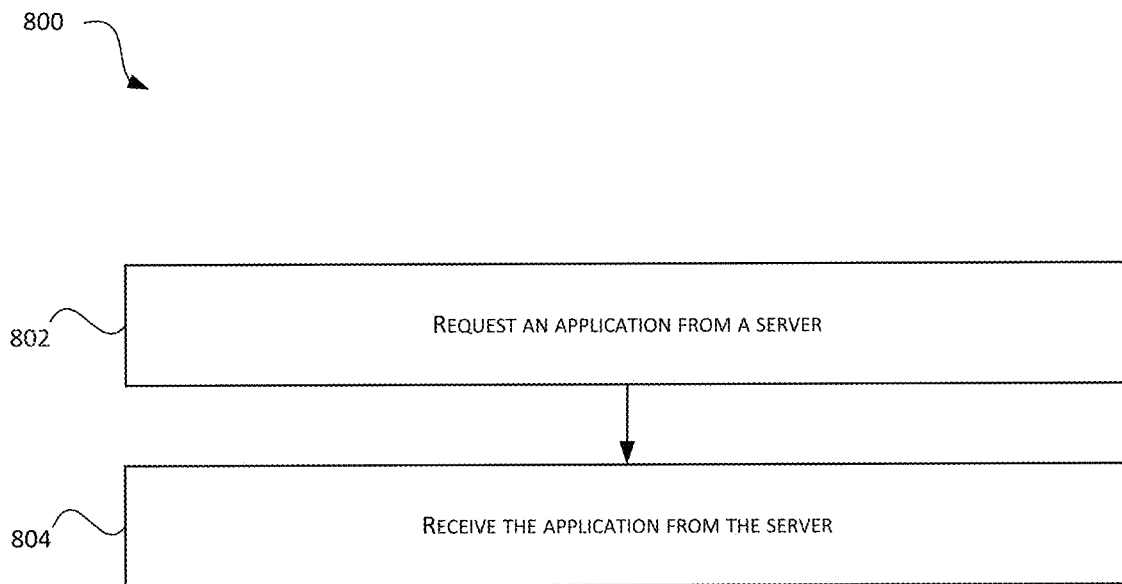 800
802
REQUEST AN APPLICATION FROM A SERVER
804
RECEIVE THE APPLICATION FROM THE SERVER